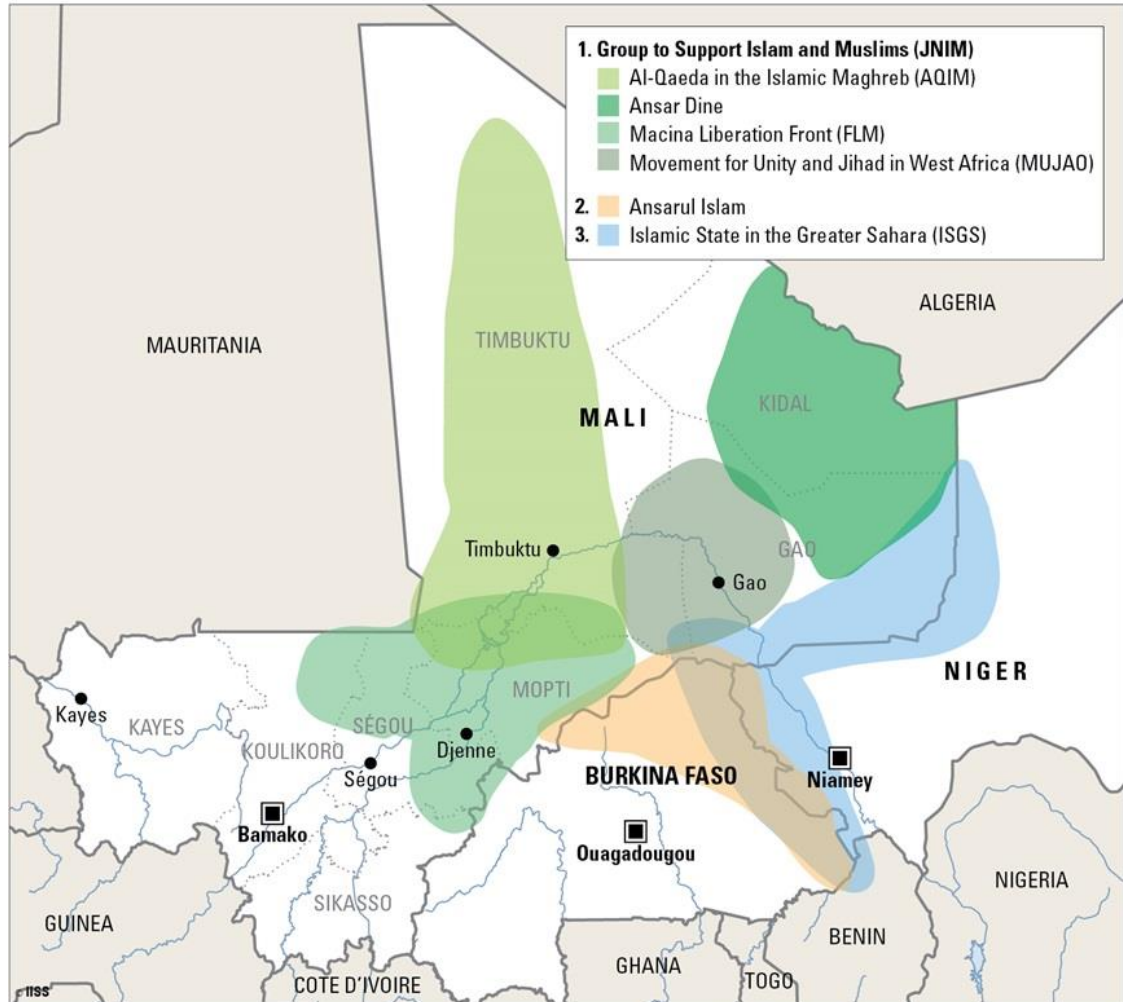 1. Group to Support Islam and Muslims (JNIM)
Al-Qaeda in the Islamic Maghreb (AQIM)
Ansar Dine
Macina Liberation Front (FLM)
Movement for Unity and Jihad in West Africa (MUJAO)
2. Ansarul Islam
3. Islamic State in the Greater Sahara (ISGS)
ALGERIA
MAURITANIA
TIMBUKTU
MALI
KIDAL
Timbuktu
GAO
Gao
NIGER
MOPTI
Kayes
KAYES
SÉGOU
Djenne
KOULIKORO
Ségou
BURKINA FASO
Niamey
Bamako
Ouagadougou
SIKASSO
NIGERIA
GUINEA
BENIN
GHANA
TOGO
COTE D'IVOIRE
IISS